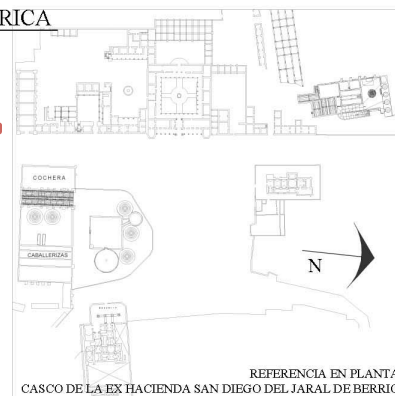 RICA
COCHERA
CABALLERIZAS
N
REFERENCIA EN PLANTA
CASCO DE LA EX HACIENDA SAN DIEGO DEL JARAL DE BERRIO